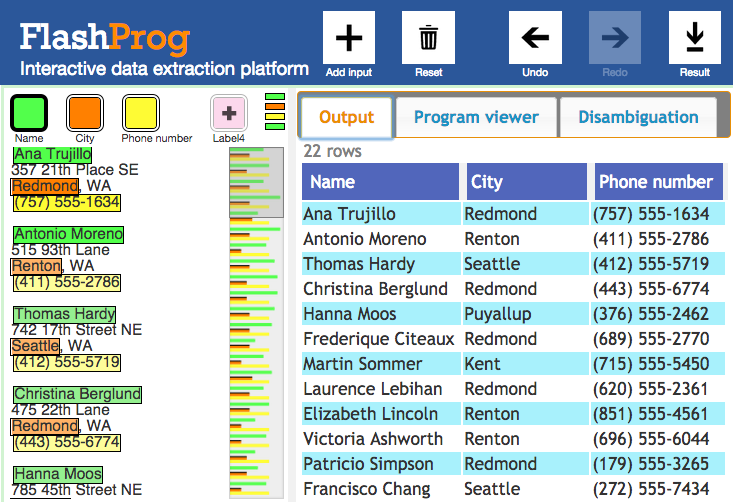 FlashProg
Interactive data extraction platform
Add input
Reset
Undo
Redo
Result
Name
City
Phone number
Label4
Ana Trujillo
357 21th Place SE
Redmond, WA
(757) 555-1634
Antonio Moreno
515 93th Lane
Renton, WA
(411) 555-2786
Thomas Hardy
742 17th Street NE
Seattle, WA
(412) 555-5719
Christina Berglund
475 22th Lane
Redmond, WA
(443) 555-6774
Hanna Moos
785 45th Street NE
Output Program viewer Disambiguation
22 rows
Name City Phone number
Ana Trujillo Redmond (757) 555-1634
Antonio Moreno Renton (411) 555-2786
Thomas Hardy Seattle (412) 555-5719
Christina Berglund Redmond (443) 555-6774
Hanna Moos Puyallup (376) 555-2462
Frederique Citeaux Redmond (689) 555-2770
Martin Sommer Kent (715) 555-5450
Laurence Lebihan Redmond (620) 555-2361
Elizabeth Lincoln Renton (851) 555-4561
Victoria Ashworth Renton (696) 555-6044
Patricio Simpson Redmond (179) 555-3265
Francisco Chang Seattle (272) 555-7434